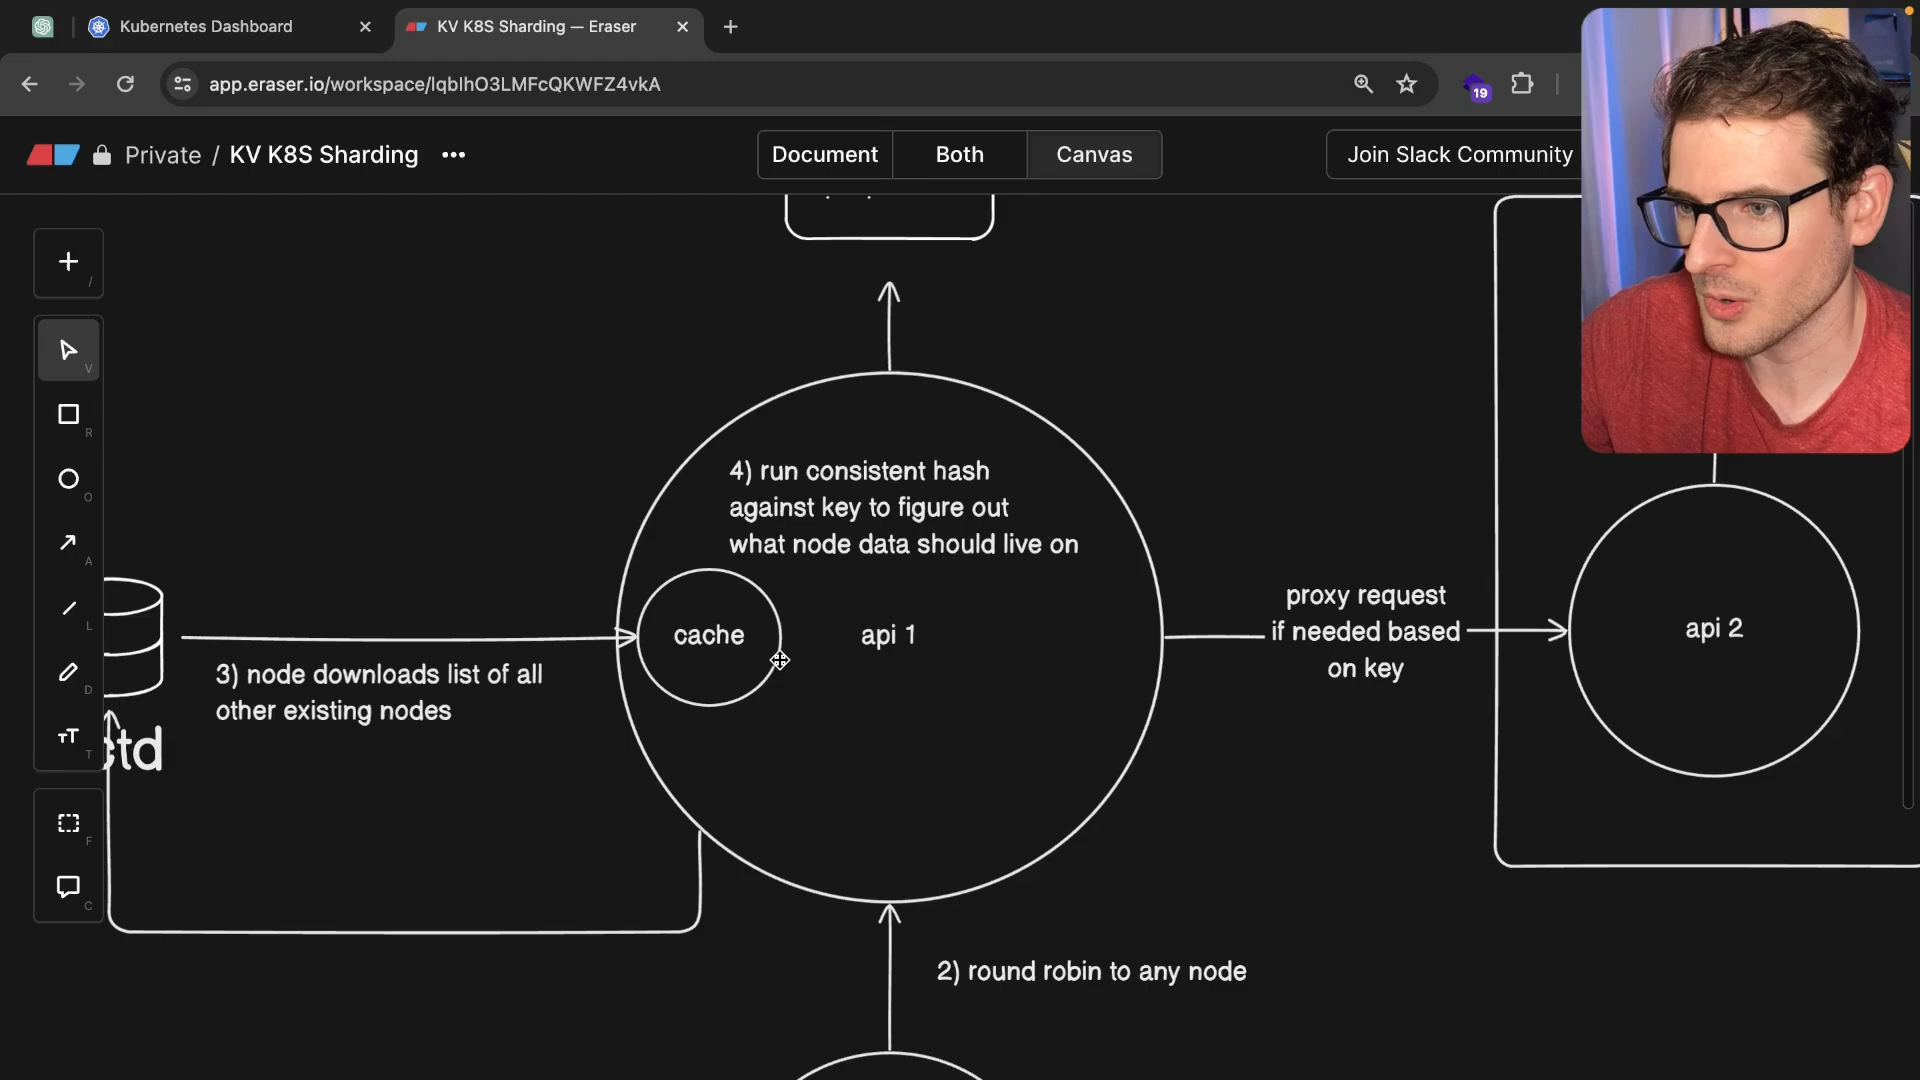 Kubernetes Dashboard
KV K8S Sharding — Eraser
app.eraser.io/workspace/lqblhO3LMFcQKWFZ4vkA
19
Private / KV K8S Sharding
Document
Both
Canvas
Join Slack Community
/
V
R
O
A
L
D
T
F
C
4) run consistent hash
against key to figure out
what node data should live on
cache
api 1
proxy request
if needed based
on key
api 2
3) node downloads list of all
other existing nodes
ctd
2) round robin to any node